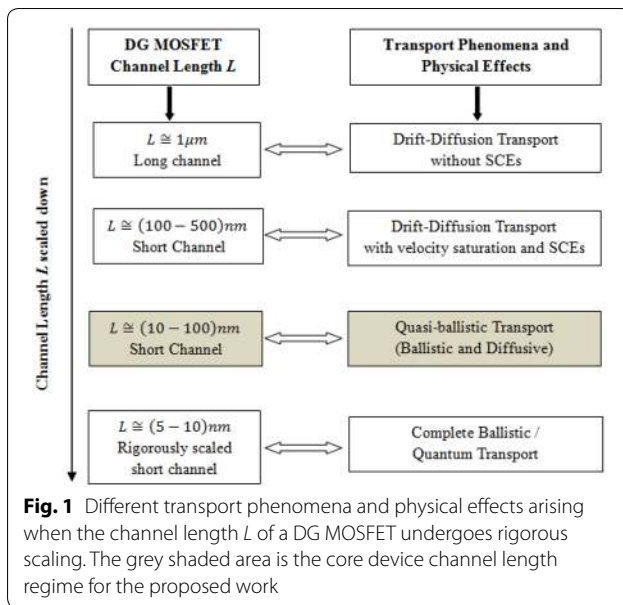 DG MOSFET
Channel Length L
Transport Phenomena and
Physical Effects
L ≅ 1μm
Long channel
Drift-Diffusion Transport
without SCEs
L ≅ (100 − 500)nm
Short Channel
Drift-Diffusion Transport
with velocity saturation and SCEs
L ≅ (10 − 100)nm
Short Channel
Quasi-ballistic Transport
(Ballistic and Diffusive)
L ≅ (5 − 10)nm
Rigorously scaled
short channel
Complete Ballistic /
Quantum Transport
Channel Length L scaled down
Fig. 1 Different transport phenomena and physical effects arising
when the channel length L of a DG MOSFET undergoes rigorous
scaling. The grey shaded area is the core device channel length
regime for the proposed work